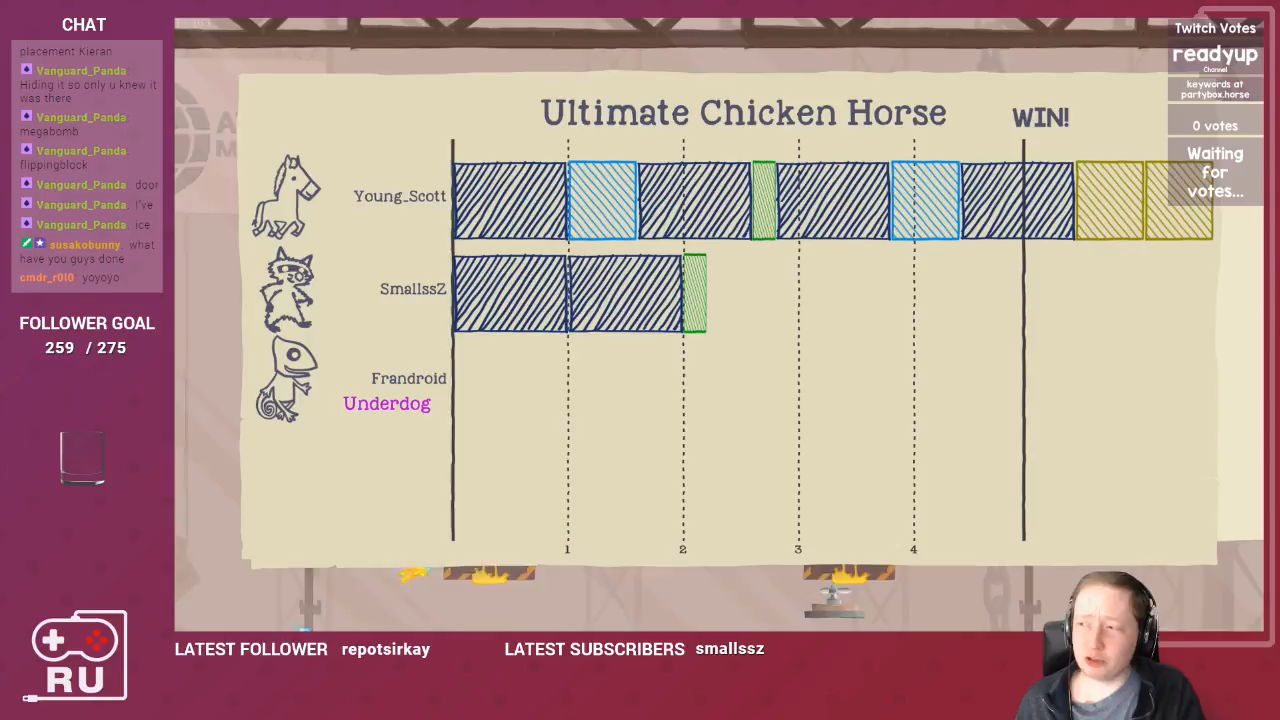 CHAT
placement Kieran
Vanguard_Panda
Hiding it so only u knew it
was there
Vanguard_Panda
megabomb
Vanguard_Panda
flippingblock
Vanguard_Panda door
Vanguard_Panda I've
Vanguard_Panda ice
susakobunny what
have you guys done
cmdr_r0l0 yoyoyo
FOLLOWER GOAL
259 / 275
RU
Ultimate Chicken Horse
WIN!
Young_Scott
SmallssZ
Frandroid
Underdog
1 2 3 4
Twitch Votes
readyup
Channel
keywords at
partybox.horse
0 votes
Waiting
for
votes...
LATEST FOLLOWER repotsirkay
LATEST SUBSCRIBERS smallssz